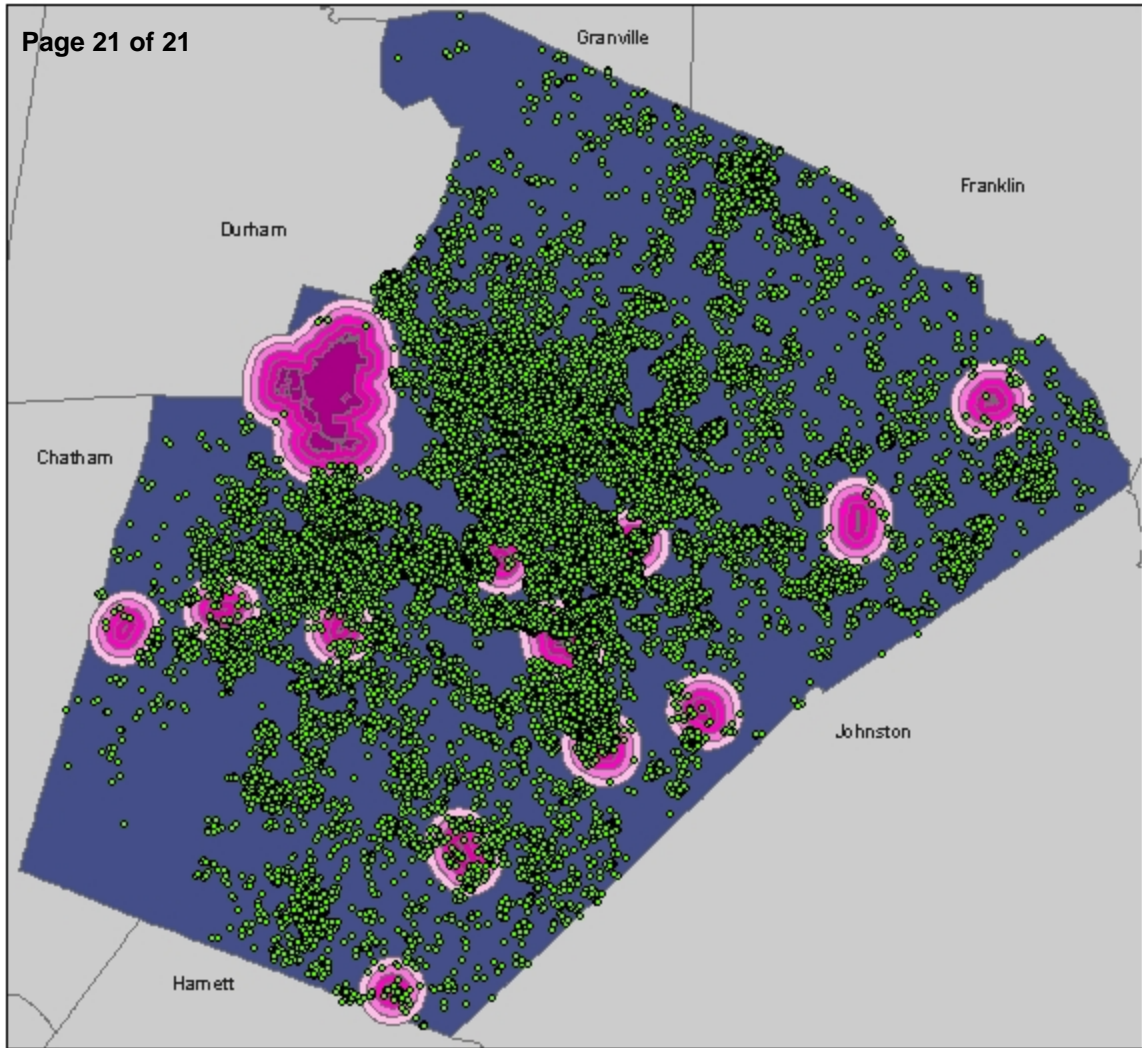 Page 21 of 21
Granville
Franklin
Durham
Chatham
Johnston
Harnett